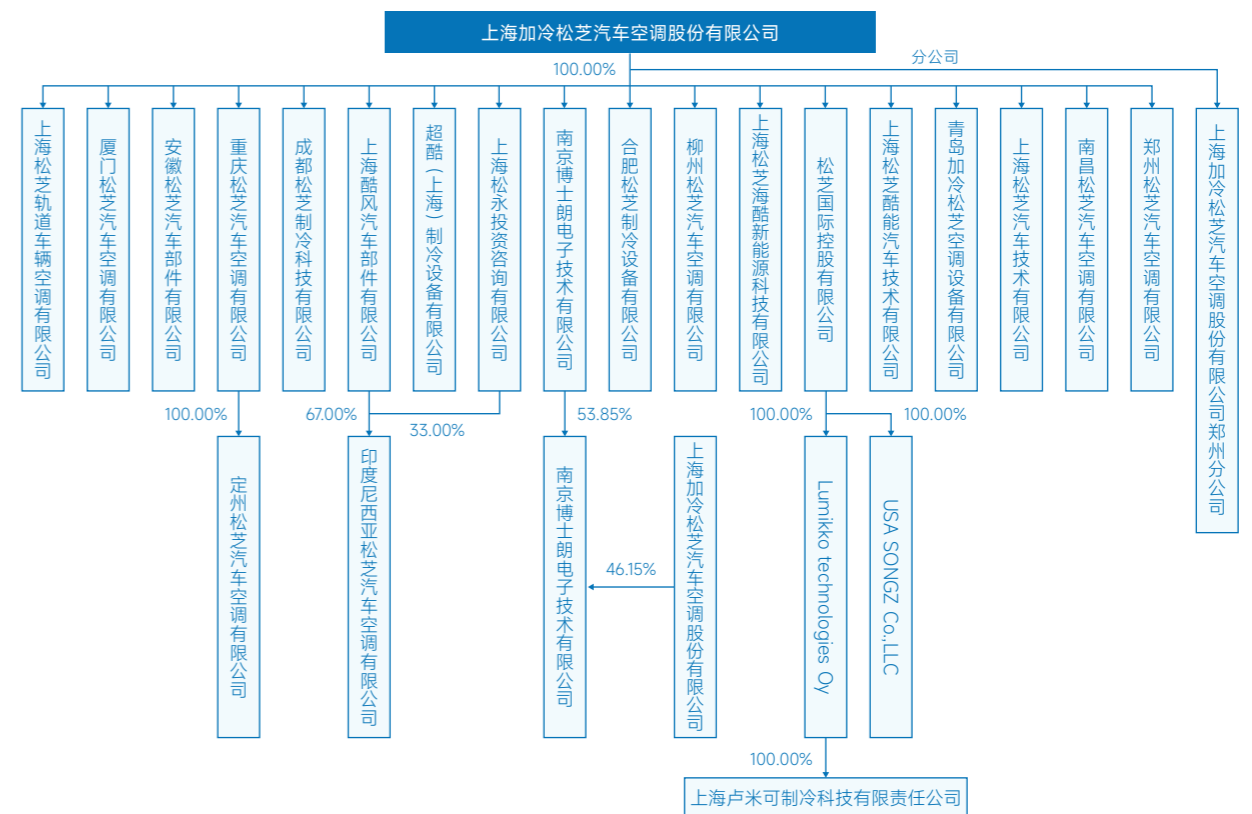 上海加冷松芝汽车空调股份有限公司
分公司
100.00%
上海松芝轨道车辆空调有限公司
厦门松芝汽车空调有限公司
安徽松芝汽车部件有限公司
重庆松芝汽车空调有限公司
成都松芝制冷科技有限公司
上海酷风汽车部件有限公司
超酷（上海）制冷设备有限公司
上海松永投资咨询有限公司
南京博士朗电子技术有限公司
合肥松芝制冷设备有限公司
柳州松芝汽车空调有限公司
上海松芝海酷新能源科技有限公司
松芝国际控股有限公司
上海松芝酷能汽车技术有限公司
青岛加冷松芝空调设备有限公司
上海松芝汽车技术有限公司
南昌松芝汽车空调有限公司
郑州松芝汽车空调有限公司
上海加冷松芝汽车空调股份有限公司郑州分公司
100.00%
67.00%
33.00%
53.85%
100.00%
100.00%
定州松芝汽车空调有限公司
印度尼西亚松芝汽车空调有限公司
南京博士朗电子技术有限公司
46.15%
上海加冷松芝汽车空调股份有限公司
Lumikko technologies Oy
USA SONGZ Co.,LLC
100.00%
上海卢米可制冷科技有限责任公司